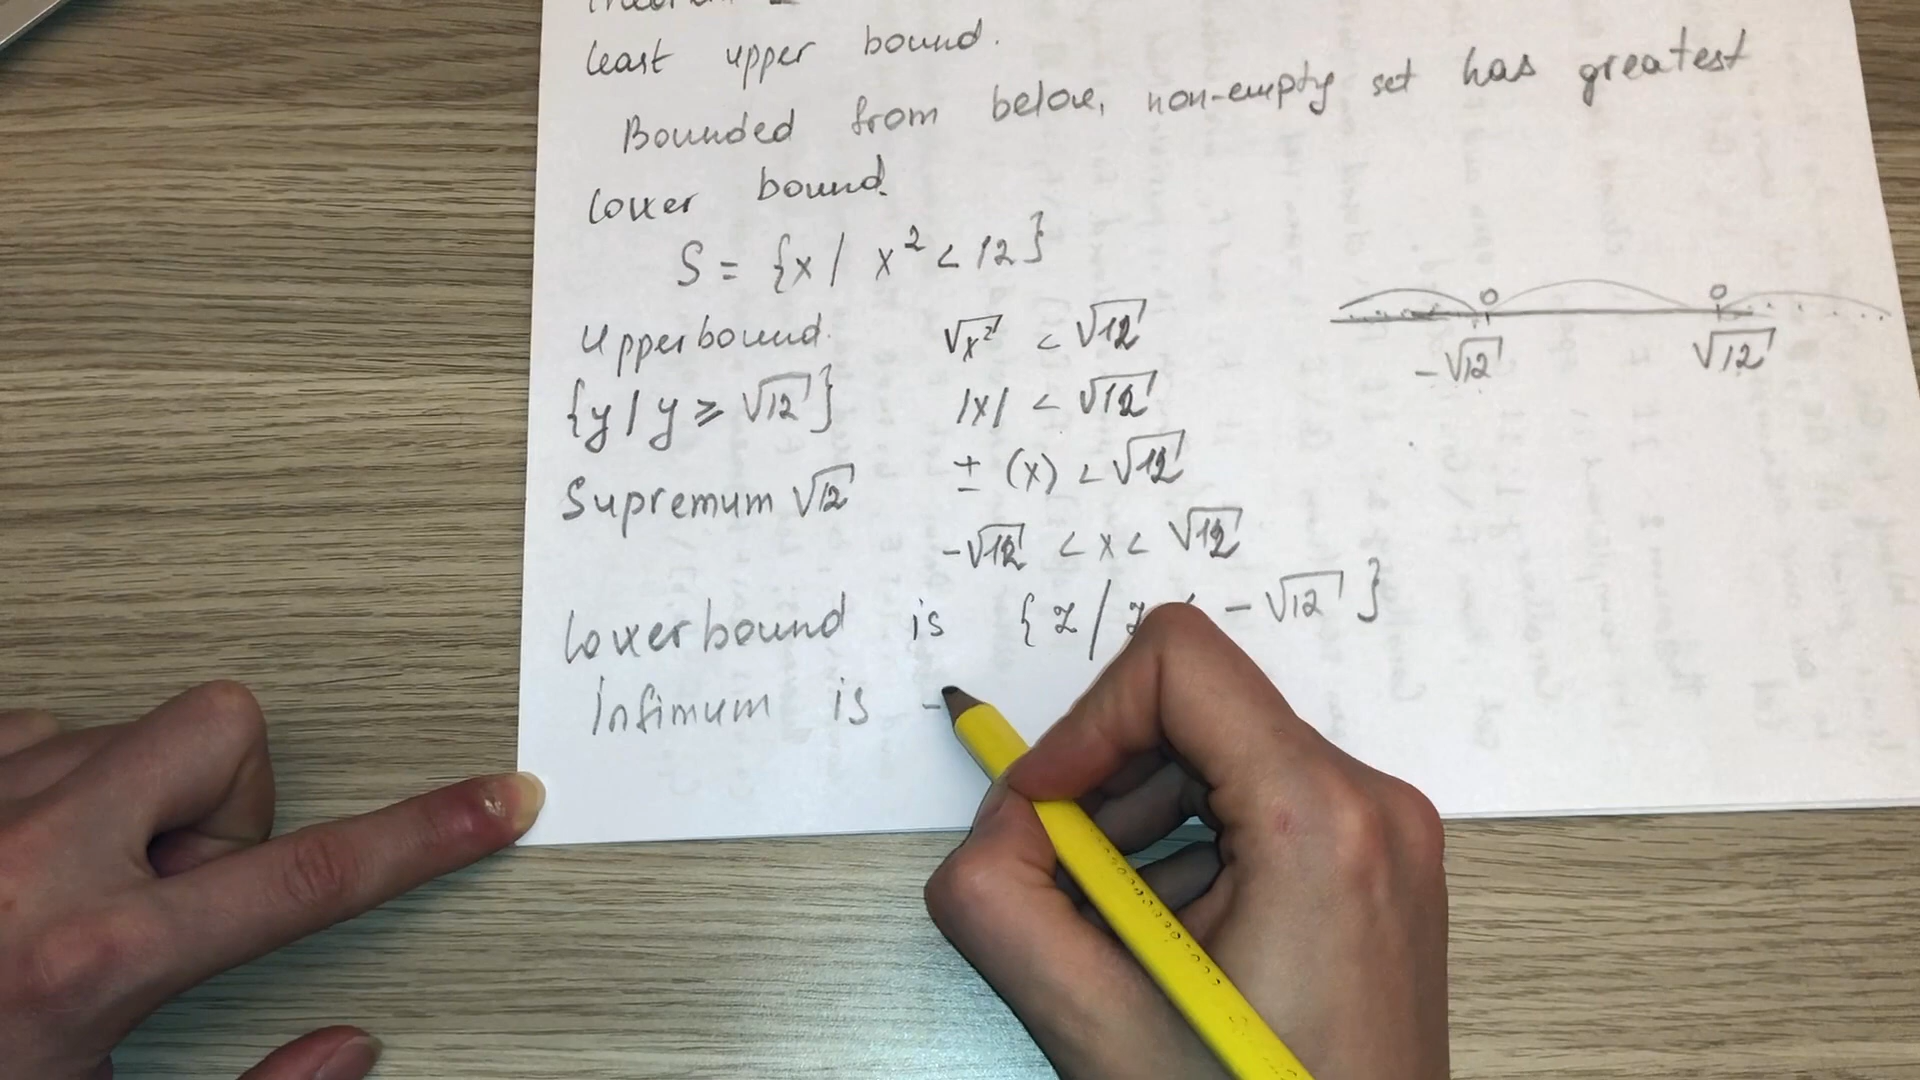 least upper bound.
Bounded from below, non-empty set has greatest
lower bound.
S = {x / x² < 12}
Upperbound. √x² < √12
{y / y ≥ √12} |x| < √12
Supremum √12 ± (x) < √12
-√12 < x < √12
-√12 √12
Lowerbound is {z / z - √12}
Infimum is -